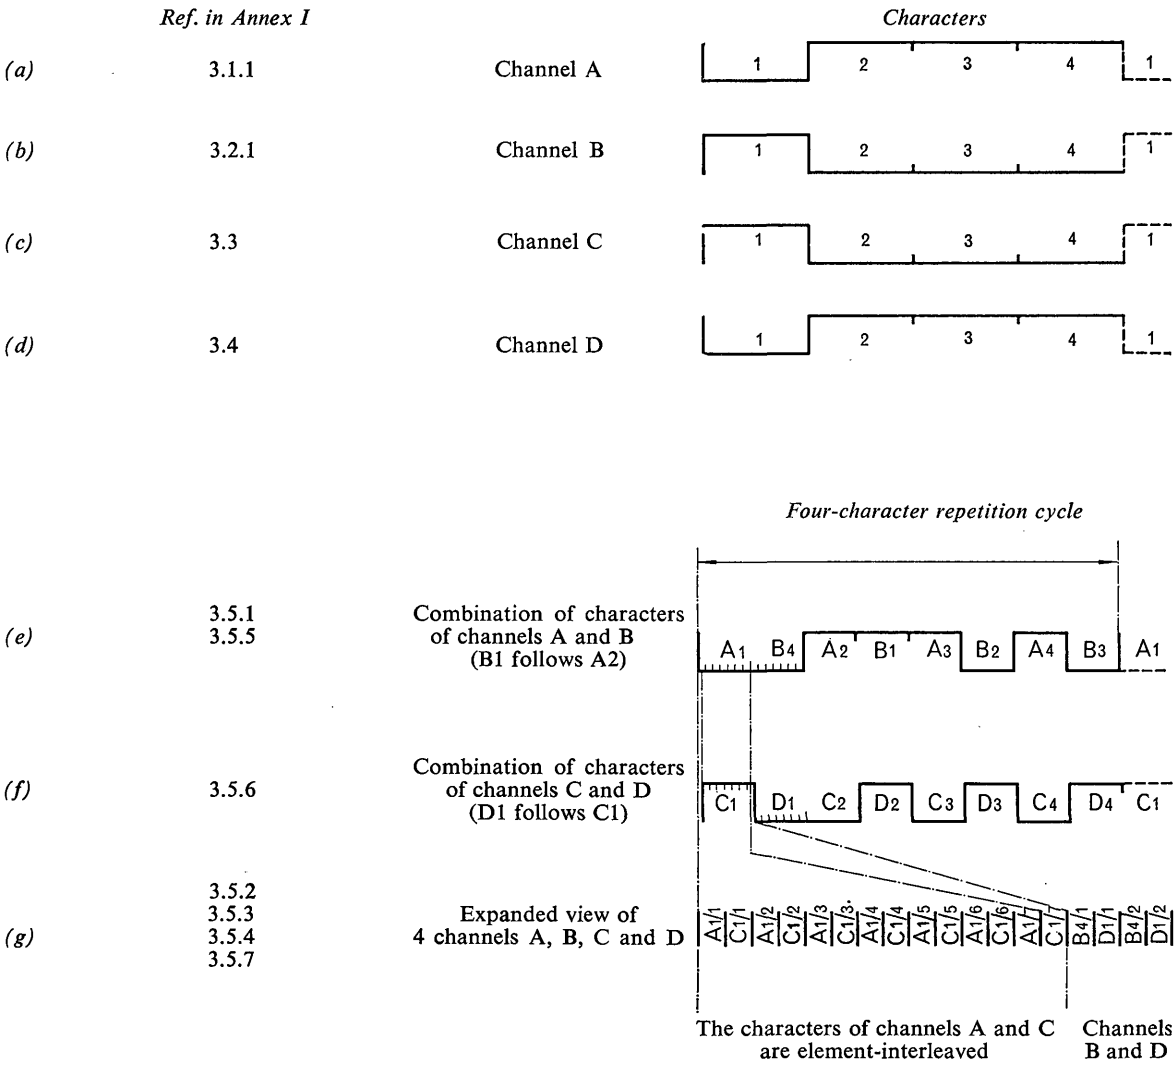 Ref. in Annex I Characters
(a) 3.1.1 Channel A 1 2 3 4 1
(b) 3.2.1 Channel B 1 2 3 4 1
(c) 3.3 Channel C 1 2 3 4 1
(d) 3.4 Channel D 1 2 3 4 1
Four-character repetition cycle
3.5.1 Combination of characters
(e) 3.5.5 of channels A and B
(B1 follows A2)
A1 B4 A2 B1 A3 B2 A4 B3 A1
Combination of characters
(f) 3.5.6 of channels C and D
(D1 follows C1)
C1 D1 C2 D2 C3 D3 C4 D4 C1
3.5.2
3.5.3 Expanded view of
(g) 3.5.4 4 channels A, B, C and D
3.5.7
A1/1 C1/1 A1/2 C1/2 A1/3 C1/3 A1/4 C1/4 A1/5 C1/5 A1/6 C1/6 A1/7 C1/7 B4/1 D1/1 B4/2 D1/2
The characters of channels A and C
are element-interleaved
Channels
B and D